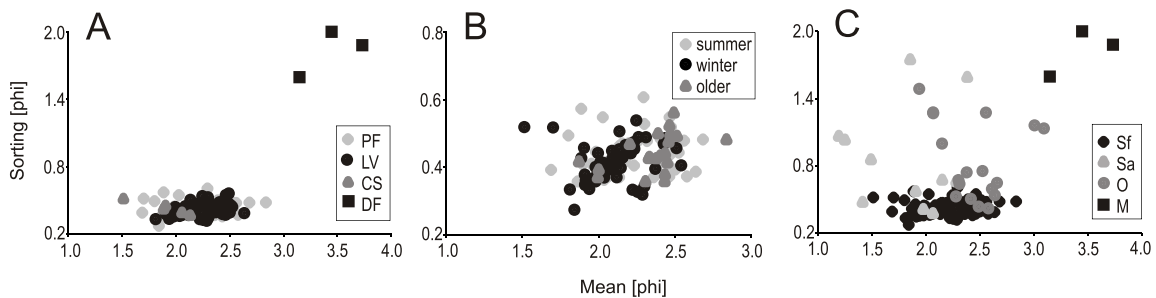 A
Sorting [phi]
2.0
1.4
0.8
0.2
1.0 1.5 2.0 2.5 3.0 3.5 4.0
PF
LV
CS
DF
B
0.8
0.6
0.4
0.2
1.0 1.5 2.0 2.5 3.0
summer
winter
older
Mean [phi]
C
2.0
1.4
0.8
0.2
1.0 1.5 2.0 2.5 3.0 3.5 4.0
Sf
Sa
O
M